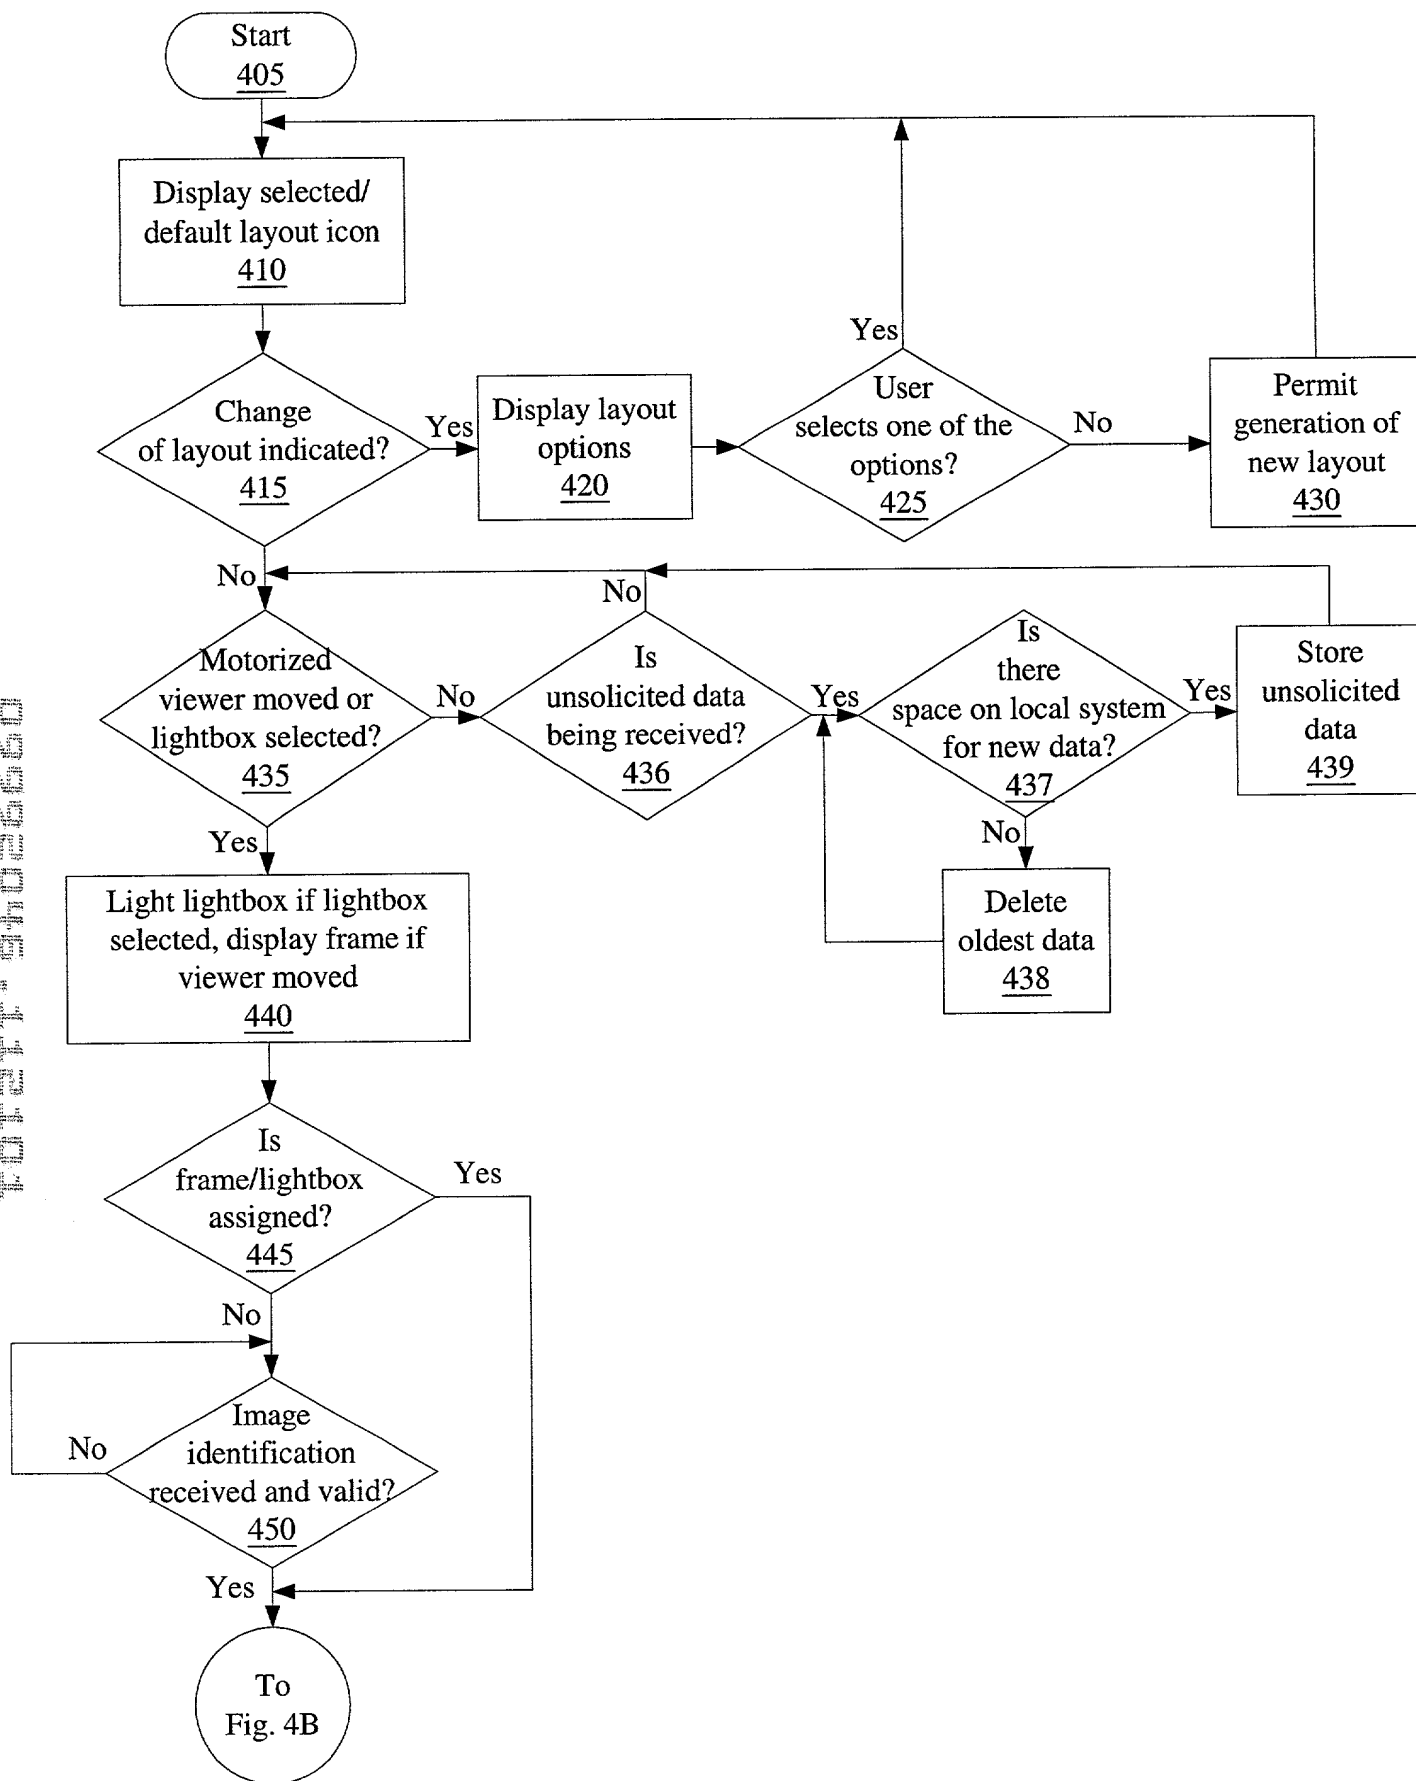 Start
405
Display selected/
default layout icon
410
Change
of layout indicated?
415
Yes
Display layout
options
420
User
selects one of the
options?
425
Yes
No
Permit
generation of
new layout
430
No
Motorized
viewer moved or
lightbox selected?
435
No
Is
unsolicited data
being received?
436
No
Yes
Is
there
space on local system
for new data?
437
Yes
Store
unsolicited
data
439
No
Delete
oldest data
438
Yes
Light lightbox if lightbox
selected, display frame if
viewer moved
440
Is
frame/lightbox
assigned?
445
Yes
No
Image
identification
received and valid?
450
No
Yes
To
Fig. 4B